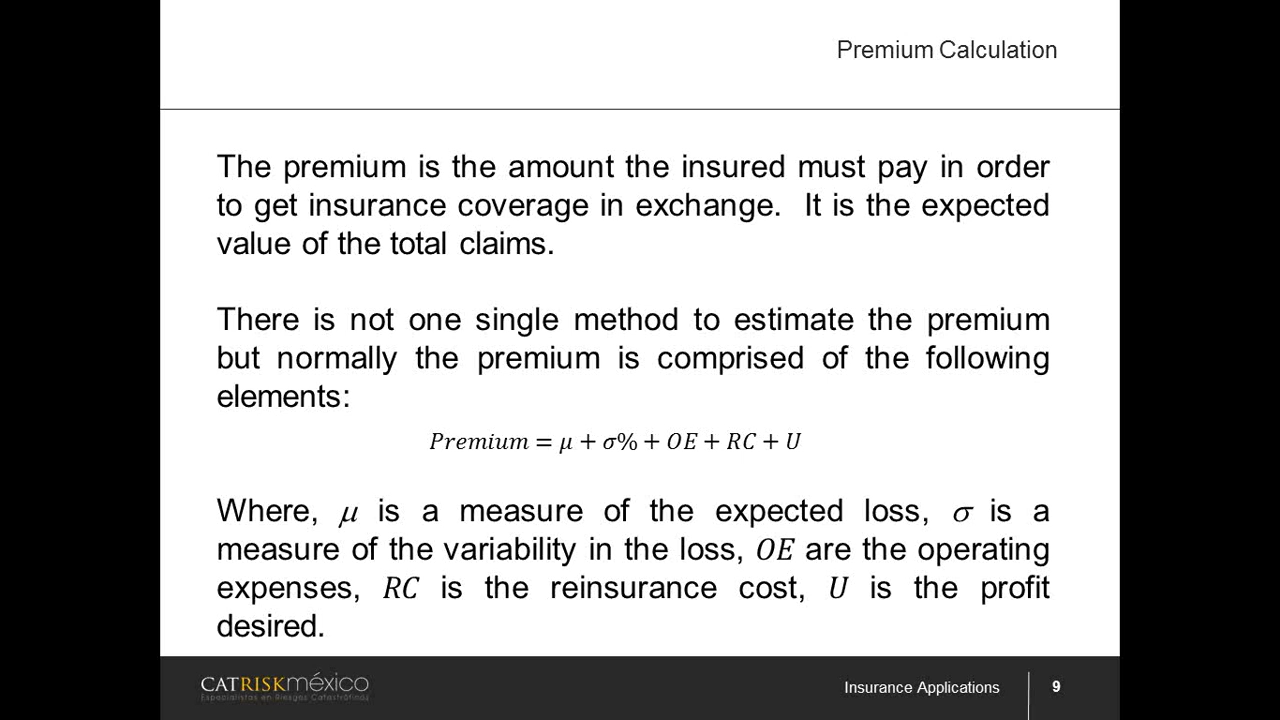 Premium Calculation
The premium is the amount the insured must pay in order
to get insurance coverage in exchange. It is the expected
value of the total claims.
There is not one single method to estimate the premium
but normally the premium is comprised of the following
elements:
Premium = μ + σ% + OE + RC + U
Where, μ is a measure of the expected loss, σ is a
measure of the variability in the loss, OE are the operating
expenses, RC is the reinsurance cost, U is the profit
desired.
CATRISKméxico
Especialistas en Riesgos Catastróficos
Insurance Applications 9